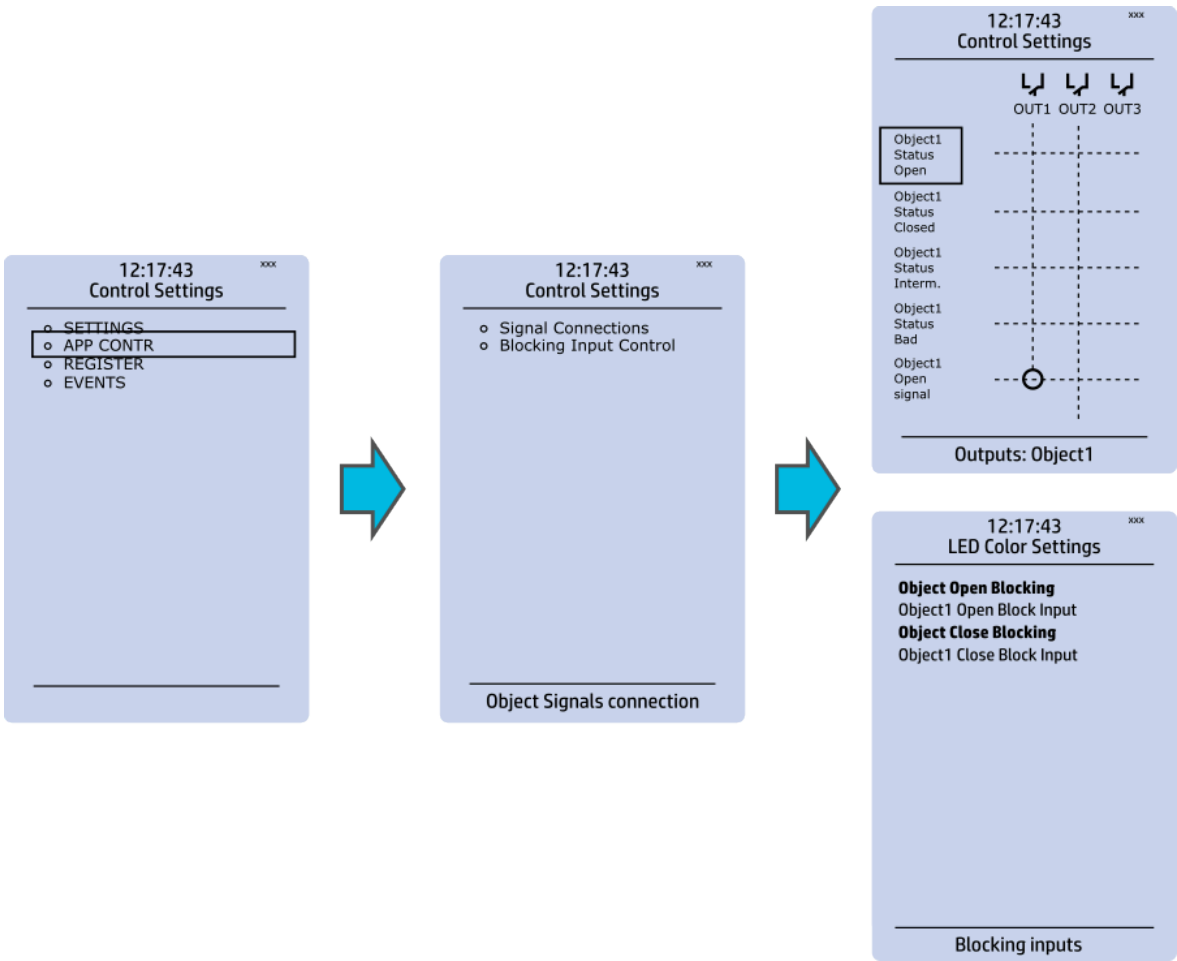 12:17:43 xxx
Control Settings
SETTINGS
APP CONTR
REGISTER
EVENTS
12:17:43 xxx
Control Settings
Signal Connections
Blocking Input Control
Object Signals connection
12:17:43 xxx
Control Settings
OUT1 OUT2 OUT3
Object1
Status
Open
Object1
Status
Closed
Object1
Status
Interm.
Object1
Status
Bad
Object1
Open
signal
Outputs: Object1
12:17:43 xxx
LED Color Settings
Object Open Blocking
Object1 Open Block Input
Object Close Blocking
Object1 Close Block Input
Blocking inputs